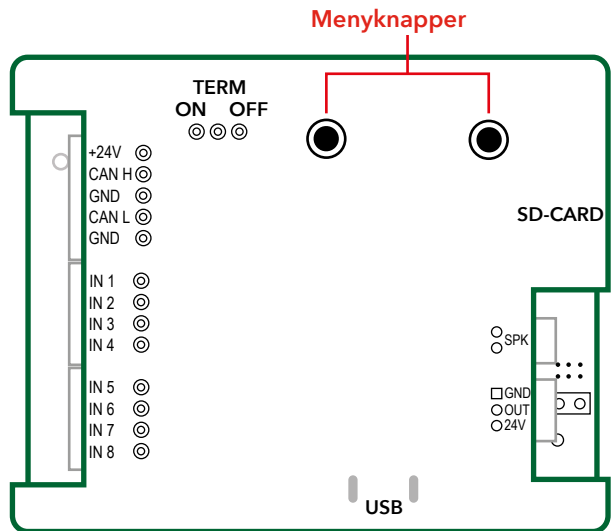 Menyknapper
TERM
ON OFF
+24V
CAN H
GND
CAN L
GND
SD-CARD
IN 1
IN 2
IN 3
IN 4
SPK
IN 5
IN 6
IN 7
IN 8
GND
OUT
24V
USB